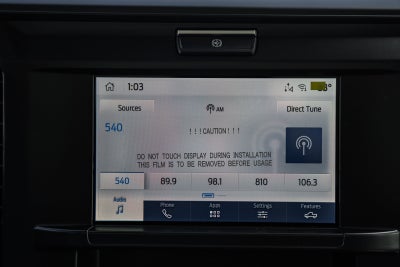 1:03
Sources
AM
Direct Tune
540
!!!CAUTION!!!
DO NOT TOUCH DISPLAY DURING INSTALLATION
THIS FILM IS TO BE REMOVED BEFORE USAGE
540 89.9 98.1 810 106.3
Audio Phone Apps Settings Features